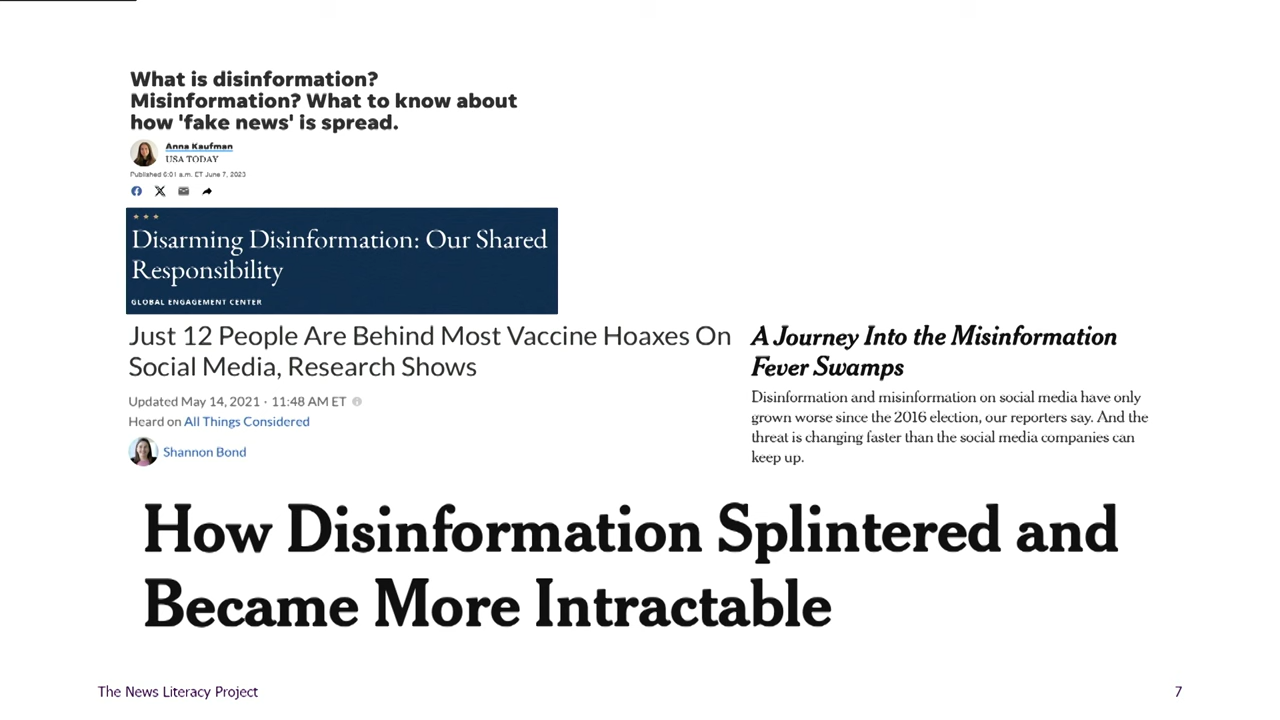 What is disinformation?
Misinformation? What to know about
how 'fake news' is spread.
Anna Kaufman
USA TODAY
Published 6:01 a.m. ET June 7, 2023
Disarming Disinformation: Our Shared
Responsibility
GLOBAL ENGAGEMENT CENTER
Just 12 People Are Behind Most Vaccine Hoaxes On
Social Media, Research Shows
Updated May 14, 2021 · 11:48 AM ET
Heard on All Things Considered
Shannon Bond
A Journey Into the Misinformation
Fever Swamps
Disinformation and misinformation on social media have only
grown worse since the 2016 election, our reporters say. And the
threat is changing faster than the social media companies can
keep up.
How Disinformation Splintered and
Became More Intractable
The News Literacy Project
7